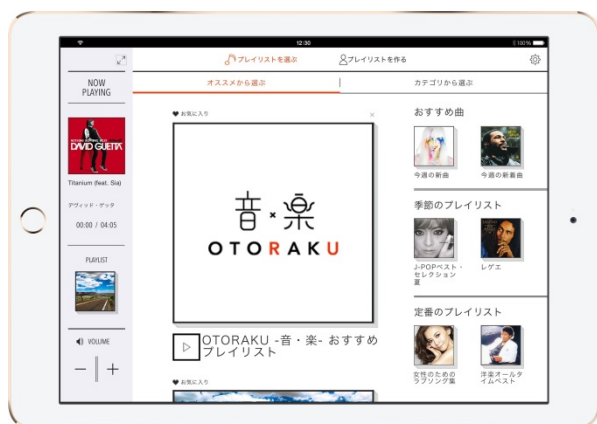 12:30
100%
プレイリストを選ぶ
プレイリストを作る
オススメから選ぶ
カテゴリから選ぶ
NOW
PLAYING
DAVID GUETTA
Titanium (feat. Sia)
デヴィッド・ゲッタ
00:00 / 04:05
PLAYLIST
VOLUME
お気に入り
音×楽
OTORAKU
OTORAKU -音・楽- おすすめ
プレイリスト
お気に入り
おすすめ曲
今週の新曲
今週の新着曲
季節のプレイリスト
J-POPベスト・
セレクション
夏
レゲエ
定番のプレイリスト
女性のための
ラブソング集
洋楽オールタ
イムベスト